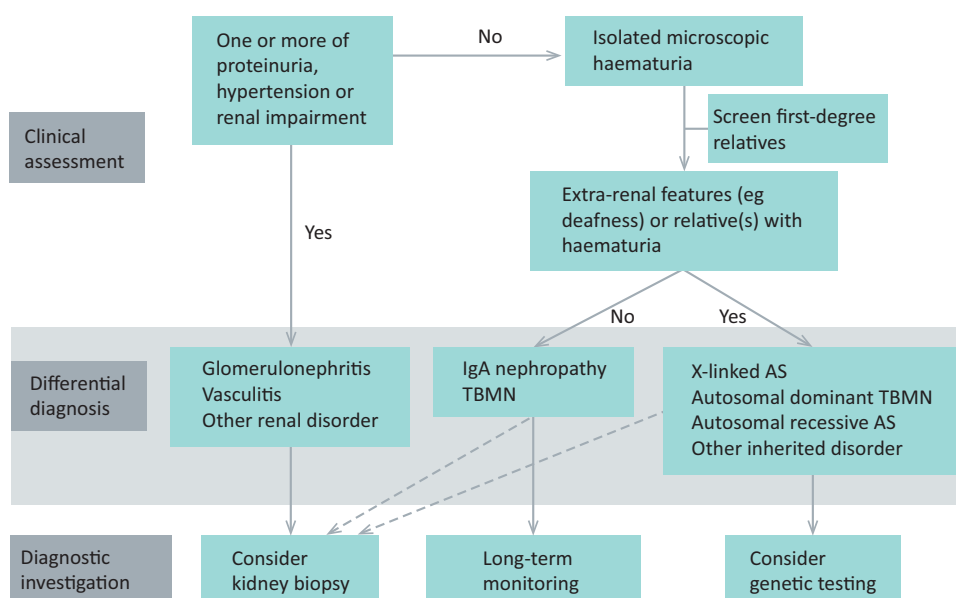 One or more of
proteinuria,
hypertension or
renal impairment
No
Isolated microscopic
haematuria
Clinical
assessment
Screen first-degree
relatives
Extra-renal features (eg
deafness) or relative(s) with
haematuria
Yes
No
Yes
Differential
diagnosis
Glomerulonephritis
Vasculitis
Other renal disorder
IgA nephropathy
TBMN
X-linked AS
Autosomal dominant TBMN
Autosomal recessive AS
Other inherited disorder
Diagnostic
investigation
Consider
kidney biopsy
Long-term
monitoring
Consider
genetic testing